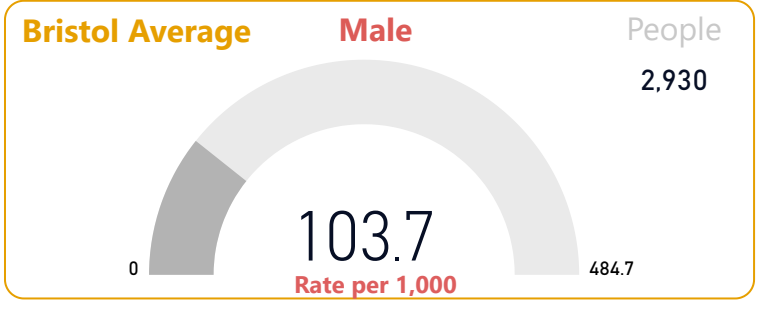 Bristol Average
Male
People
2,930
103.7
0
484.7
Rate per 1,000